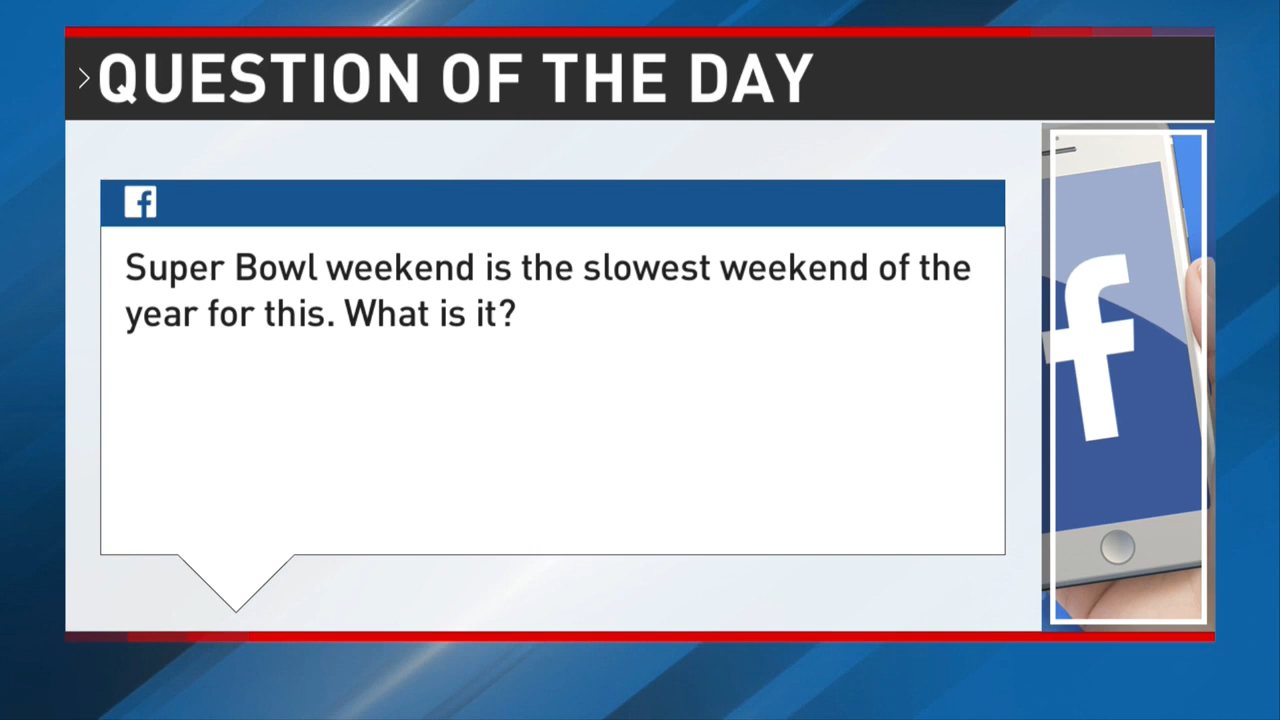 QUESTION OF THE DAY
Super Bowl weekend is the slowest weekend of the
year for this. What is it?